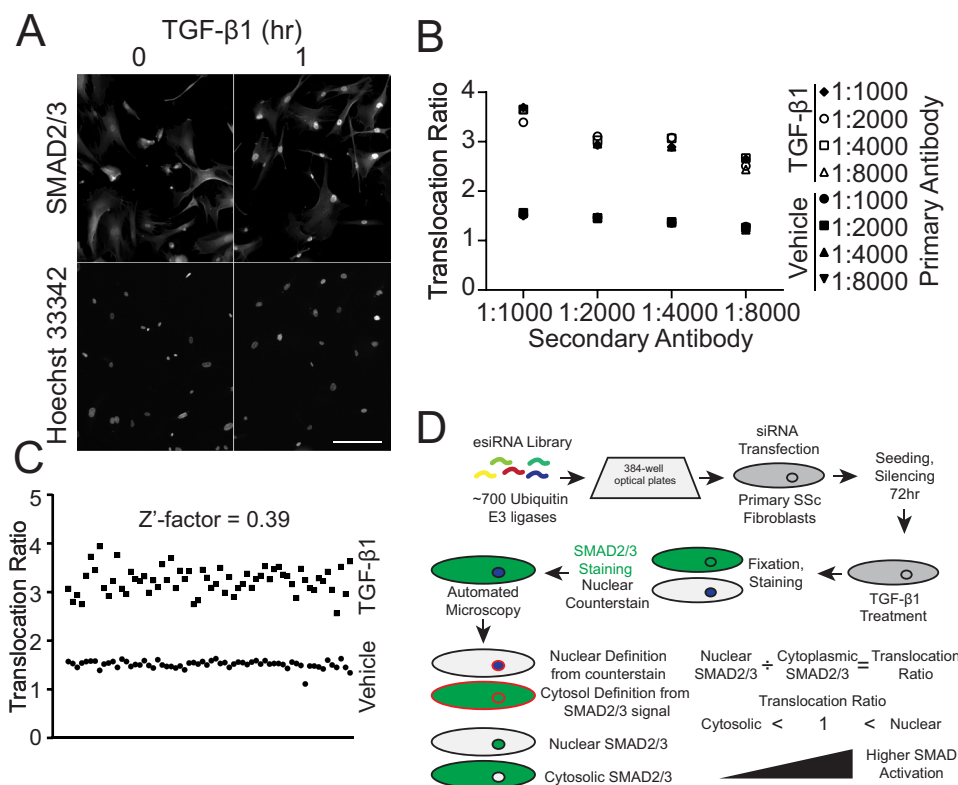 A
TGF-β1 (hr)
0 1
SMAD2/3
Hoechst 33342
B
Translocation Ratio
4
3
2
1
0
1:1000 1:2000 1:4000 1:8000
Secondary Antibody
TGF-β1
1:1000
1:2000
1:4000
1:8000
Vehicle
1:1000
1:2000
1:4000
1:8000
Primary Antibody
C
Translocation Ratio
5
4
3
2
1
0
Z'-factor = 0.39
TGF-β1
Vehicle
D
esiRNA Library
~700 Ubiquitin
E3 ligases
384-well
optical plates
siRNA
Transfection
Primary SSc
Fibroblasts
Seeding,
Silencing
72hr
TGF-β1
Treatment
Fixation,
Staining
SMAD2/3
Staining
Nuclear
Counterstain
Automated
Microscopy
Nuclear Definition
from counterstain
Cytosol Definition from
SMAD2/3 signal
Nuclear SMAD2/3
Cytosolic SMAD2/3
Nuclear ÷ Cytoplasmic = Translocation
SMAD2/3 SMAD2/3 Ratio
Translocation Ratio
Cytosolic < 1 < Nuclear
Higher SMAD
Activation